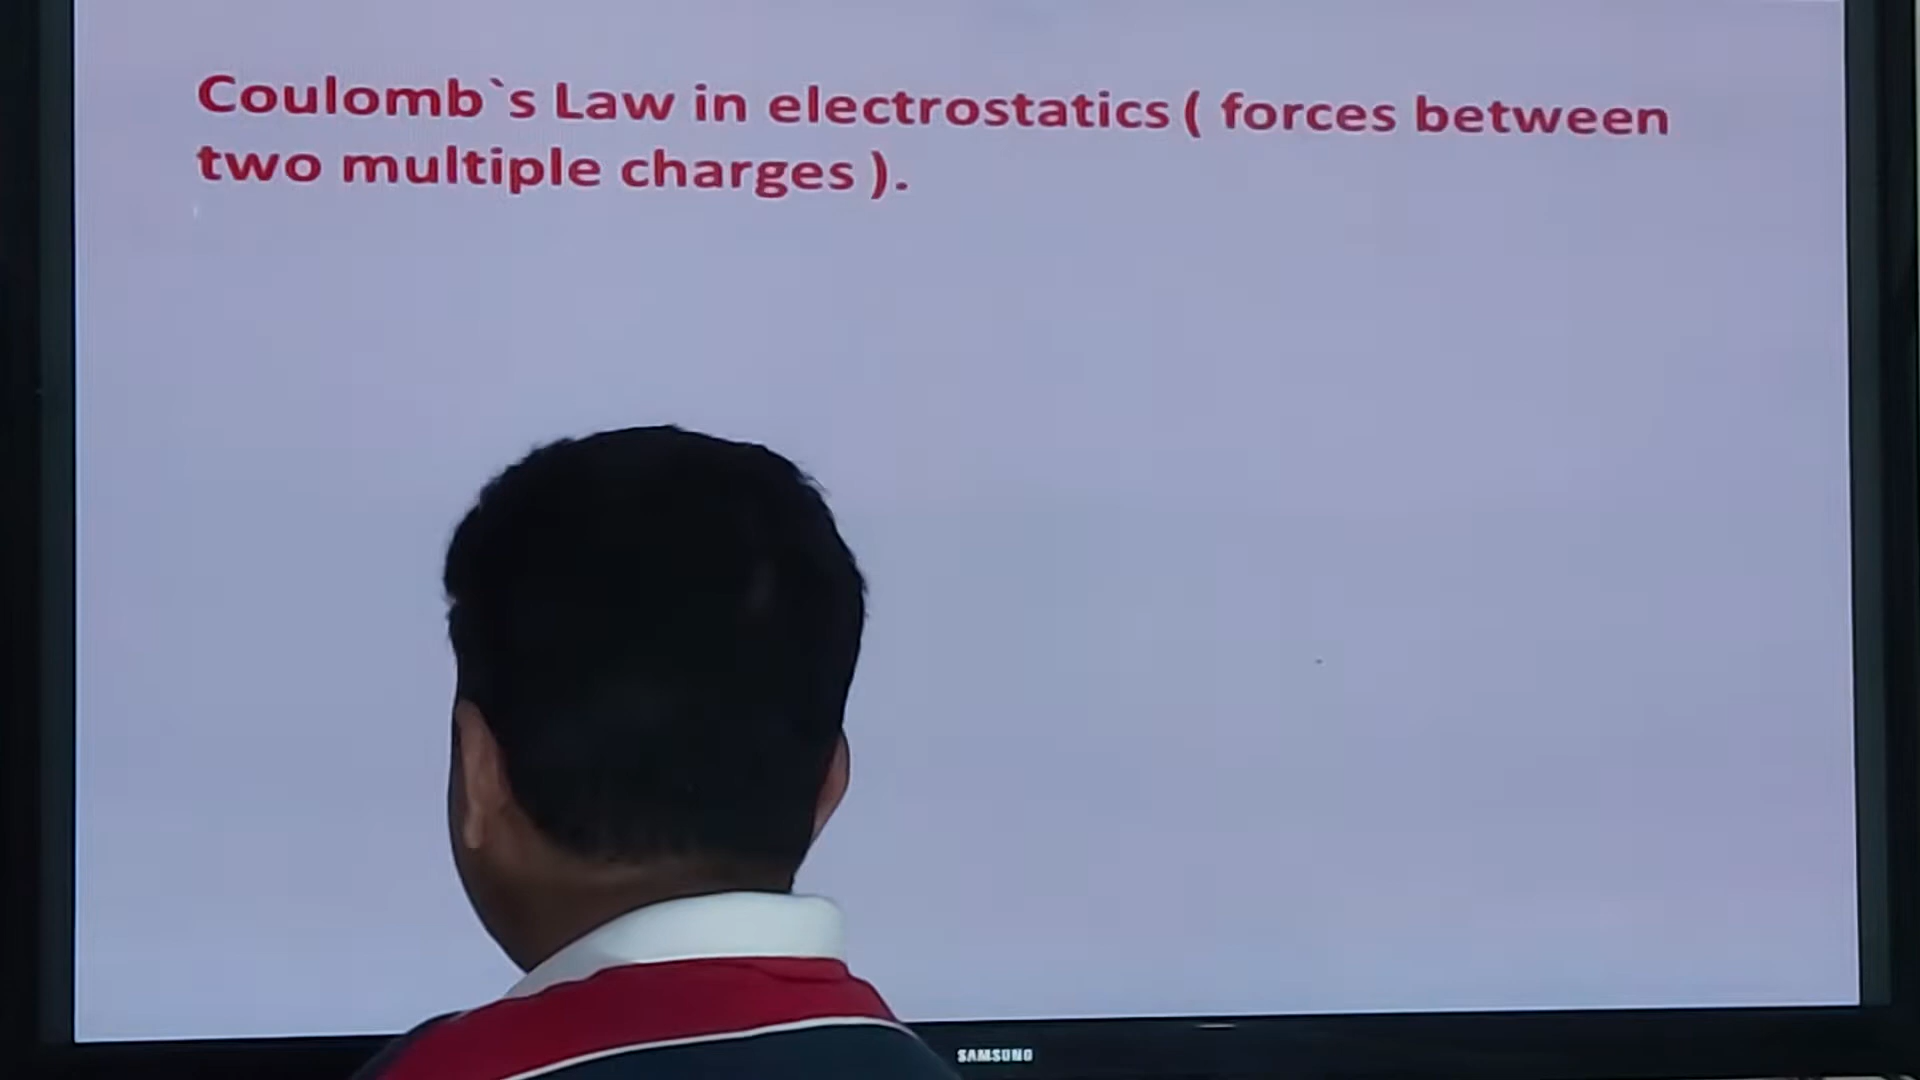 Coulomb`s Law in electrostatics ( forces between
two multiple charges ).
SAMSUNG